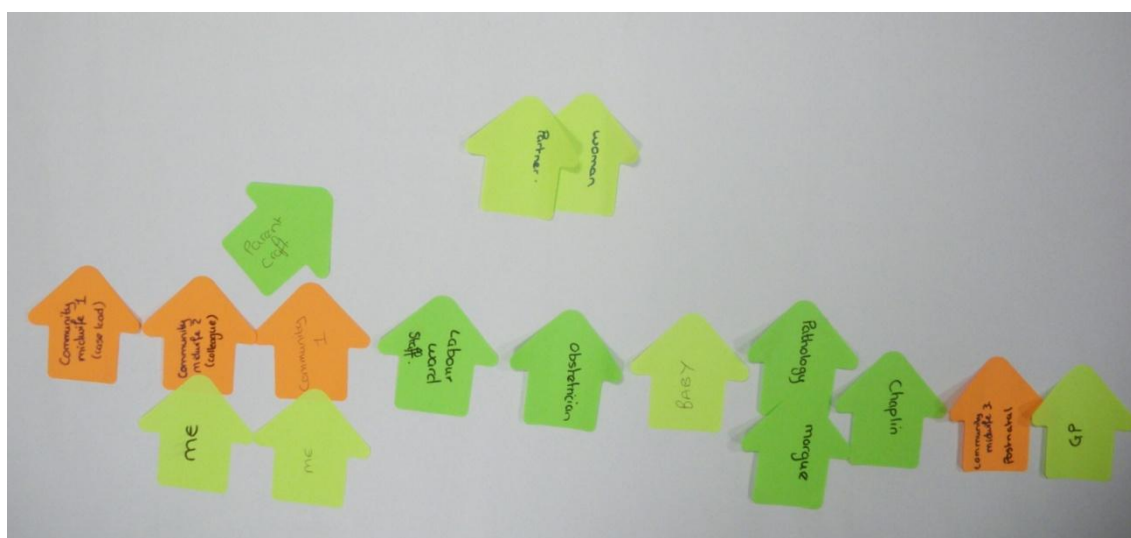 Partner.
woman
Parent
Craft
Community
midwife 1
(case load)
Community
midwife 2
(colleague)
Community
1
Labour
ward
Staff.
Obstetrician
BABY
Pathology
Chaplin
community
midwife 3
Postnatal
GP
ME
ME
morgue